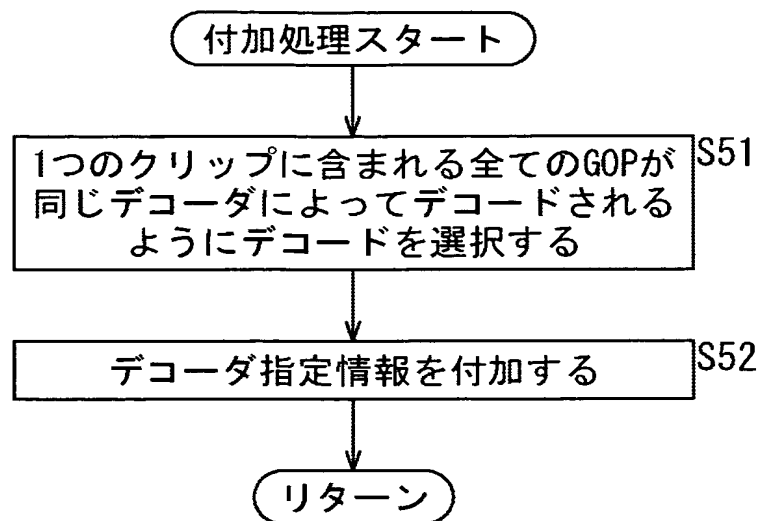 付加処理スタート
1つのクリップに含まれる全てのGOPが
同じデコーダによってデコードされる
ようにデコードを選択する
S51
デコーダ指定情報を付加する
S52
リターン